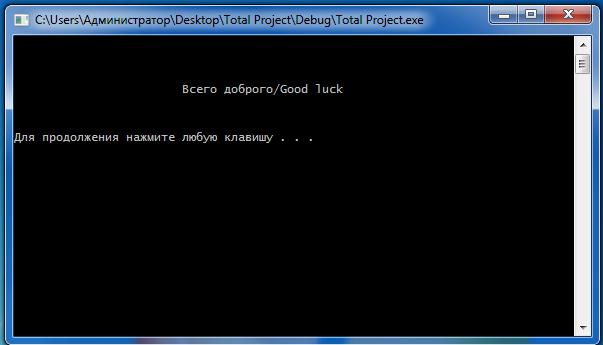 C:\Users\Администратор\Desktop\Total Project\Debug\Total Project.exe
Всего доброго/Good luck
Для продолжения нажмите любую клавишу . . .